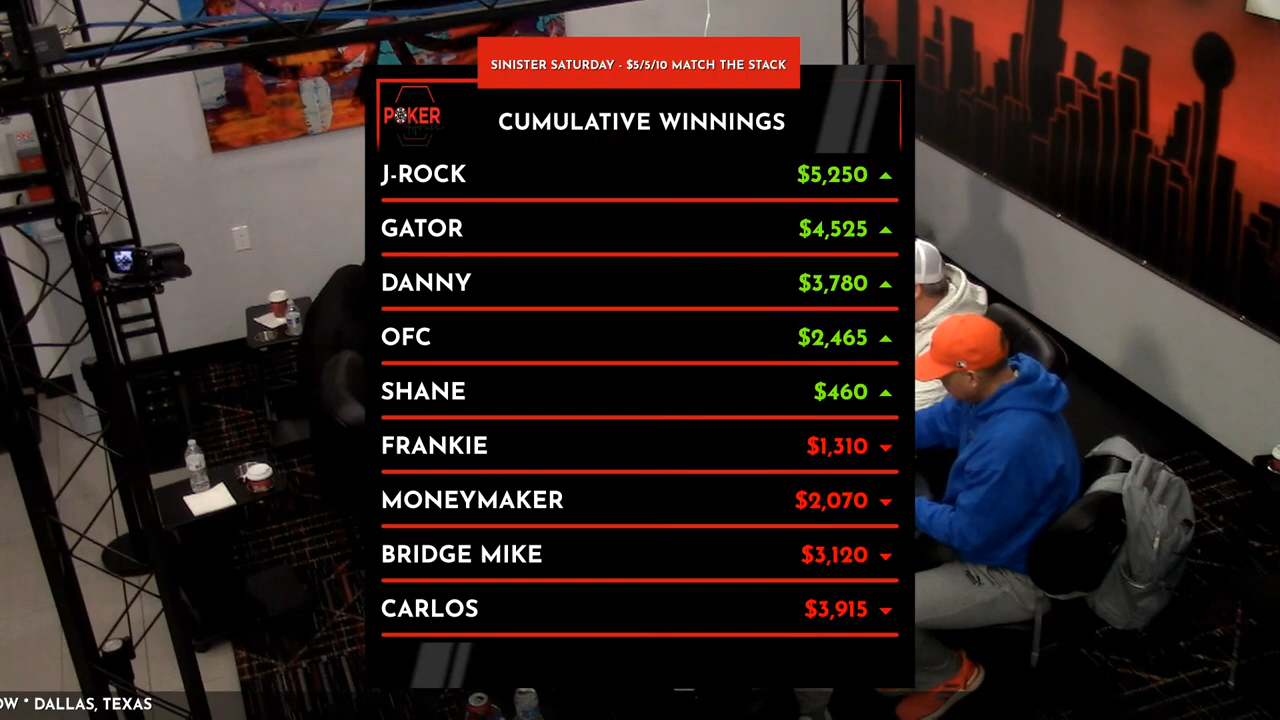 SINISTER SATURDAY - $5/5/10 MATCH THE STACK
POKER
CUMULATIVE WINNINGS
J-ROCK $5,250
GATOR $4,525
DANNY $3,780
OFC $2,465
SHANE $460
FRANKIE $1,310
MONEYMAKER $2,070
BRIDGE MIKE $3,120
CARLOS $3,915
* DALLAS, TEXAS